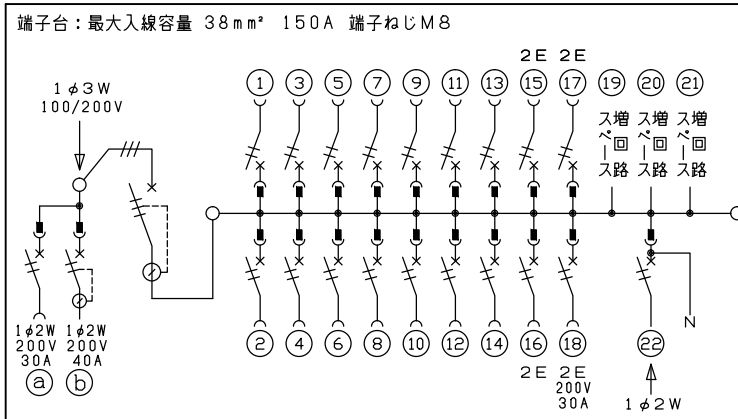 端子台：最大入線容量 38mm² 150A 端子ねじM8
2E 2E
1 3 5 7 9 11 13 15 17 19 20 21
1φ3W
100/200V
増回路
スペース
増回路
スペース
増回路
スペース
N
1φ2W
200V
30A
a
1φ2W
200V
40A
b
2 4 6 8 10 12 14 16 18 22
2E 2E
200V
30A
1φ2W